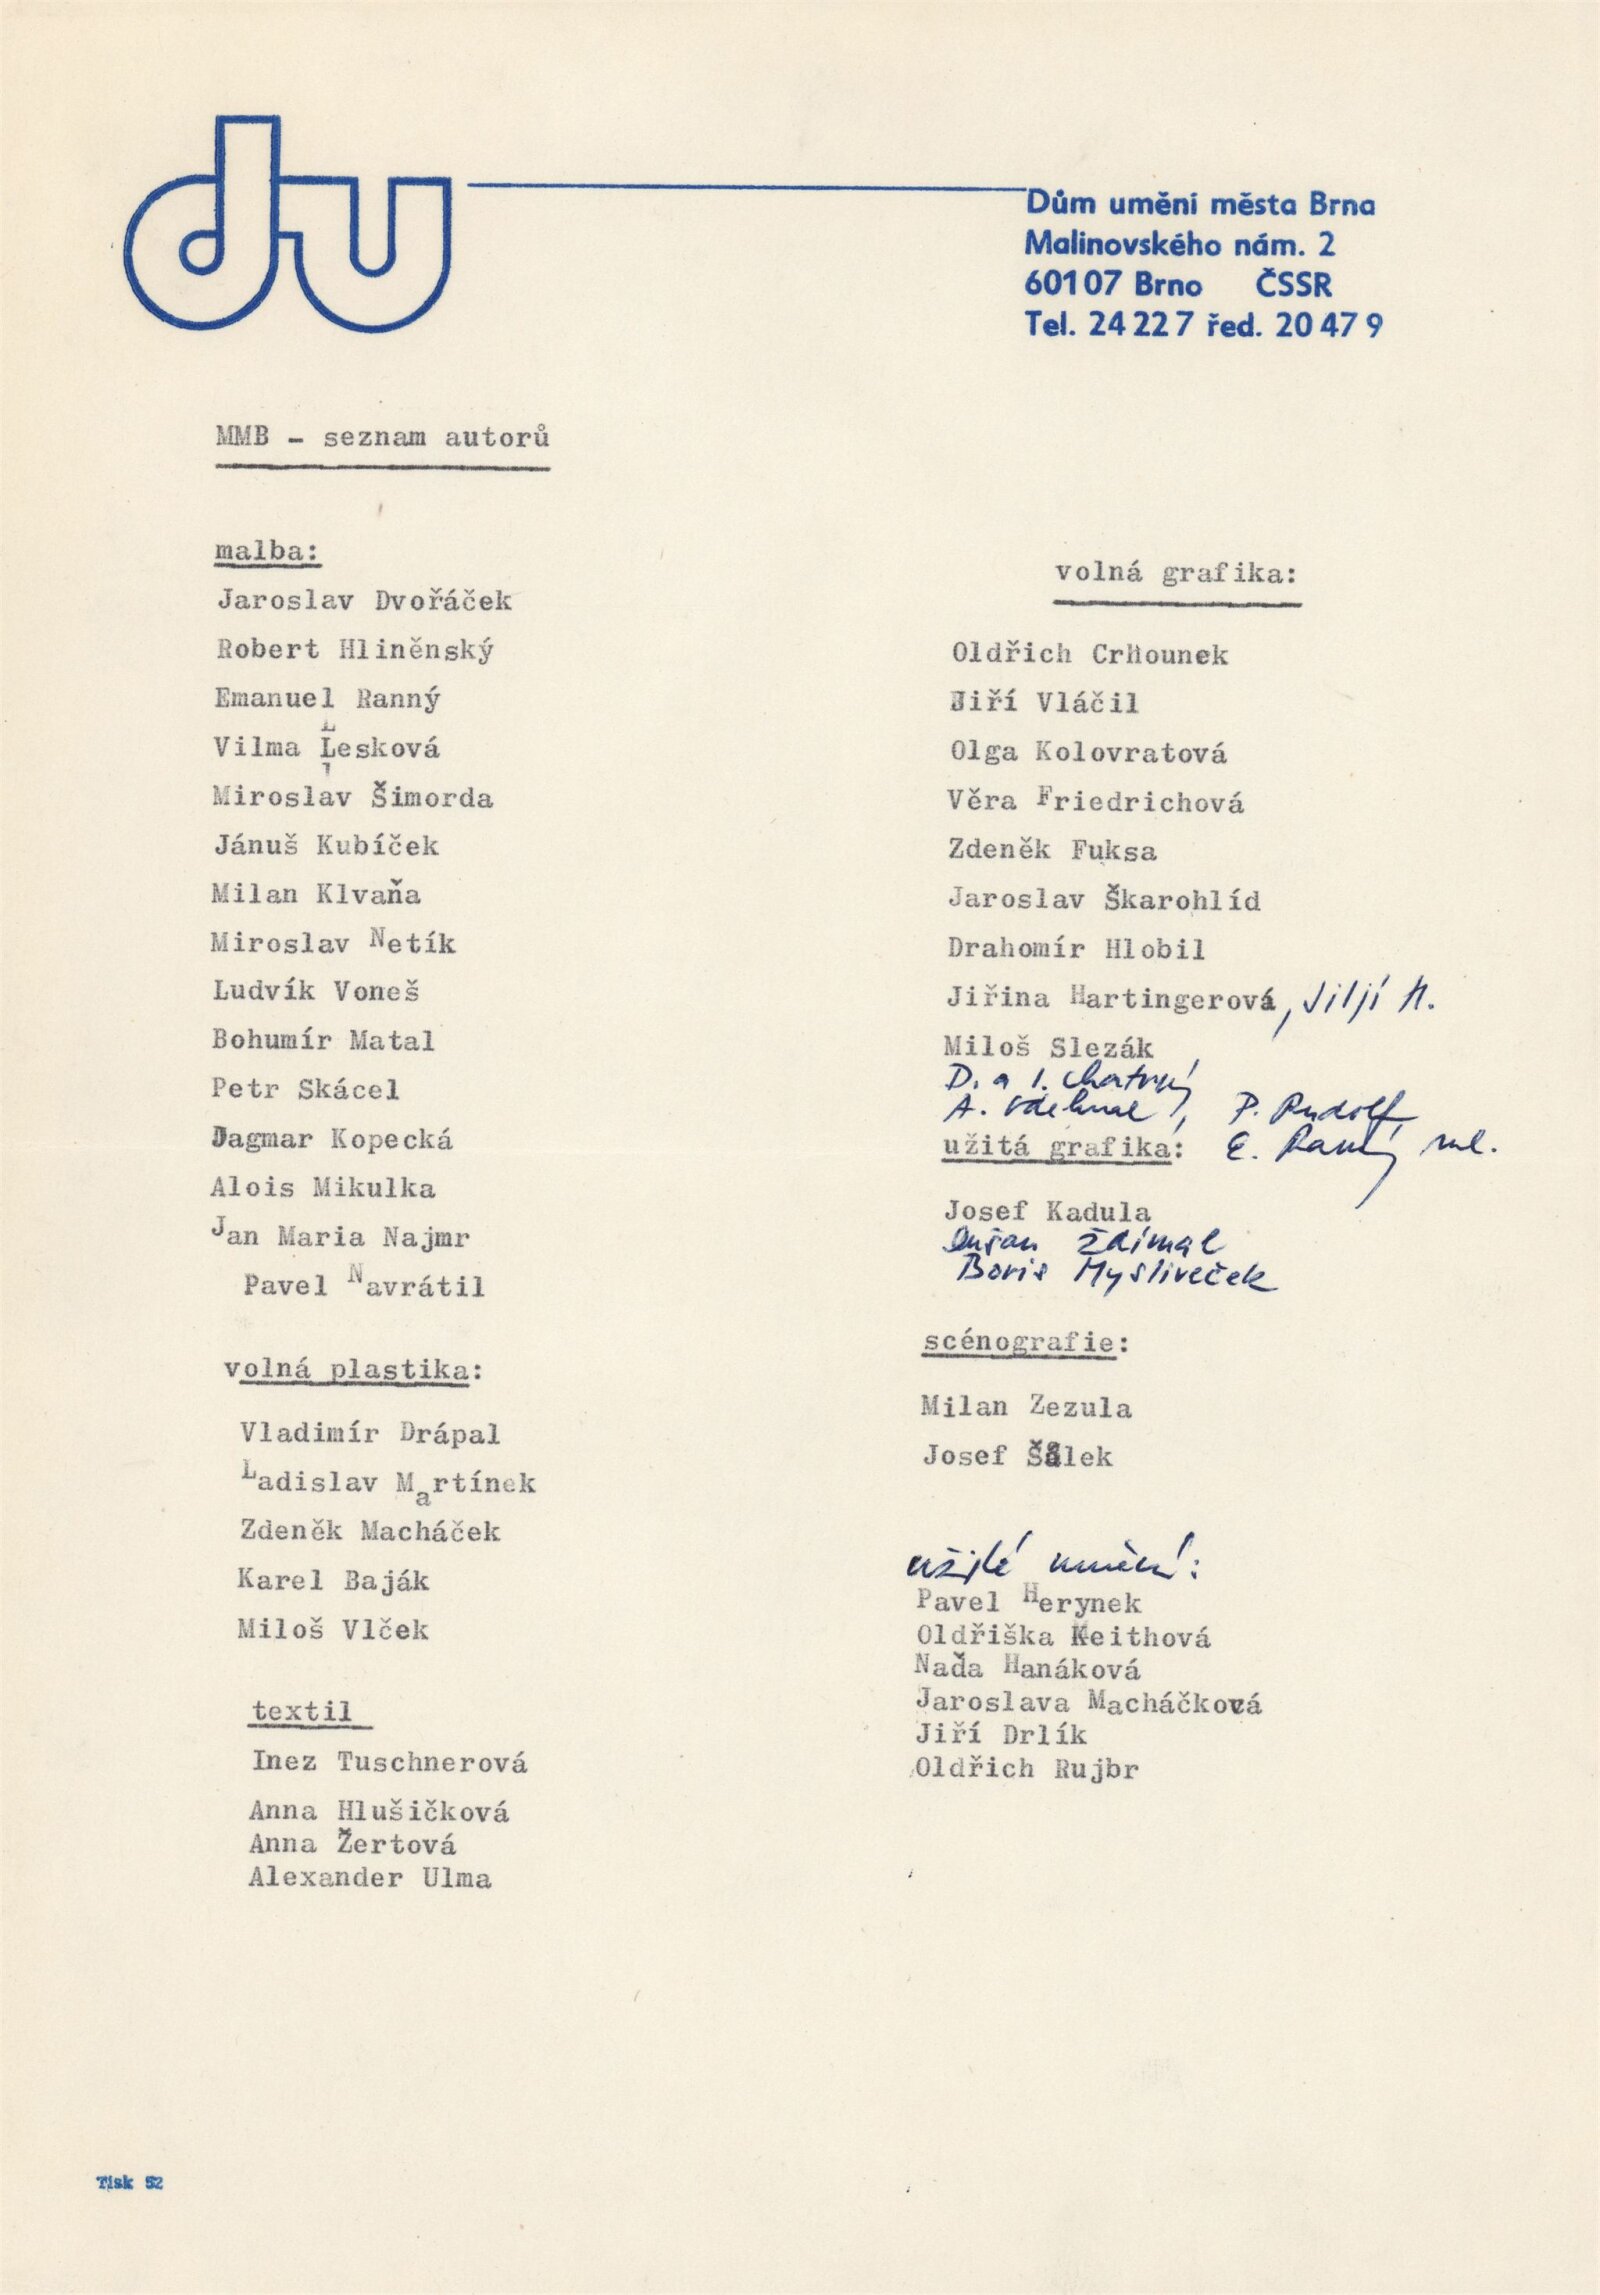 du
Dům umění města Brna
Malinovského nám. 2
60107 Brno ČSSR
Tel. 24 22 7 řed. 20 47 9
MMB - seznam autorů
malba:
Jaroslav Dvořáček
Robert Hliněnský
Emanuel Ranný
Vilma Lesková
Miroslav Šimorda
Jánuš Kubíček
Milan Klvaňa
Miroslav Netík
Ludvík Voneš
Bohumír Matal
Petr Skácel
Dagmar Kopecká
Alois Mikulka
Jan Maria Najmr
Pavel Navrátil
volná plastika:
Vladimír Drápal
Ladislav Martínek
Zdeněk Macháček
Karel Baják
Miloš Vlček
textil
Inez Tuschnerová
Anna Hlušičková
Anna Žertová
Alexander Ulma
volná grafika:
Oldřich Crhounek
Jiří Vláčil
Olga Kolovratová
Věra Friedrichová
Zdeněk Fuksa
Jaroslav Škarohlíd
Drahomír Hlobil
Jiřina Hartingerová, Jiljí H.
Miloš Slezák
D. a I. Chatrný
A. , P. Rudolf
E. Ranný ml.
užitá grafika:
Josef Kadula
Dušan Ždímal
Boris Mysliveček
scénografie:
Milan Zezula
Josef Šálek
užité umění:
Pavel Herynek
Oldřiška Keithová
Naďa Hanáková
Jaroslava Macháčková
Jiří Drlík
Oldřich Rujbr
Tisk 52